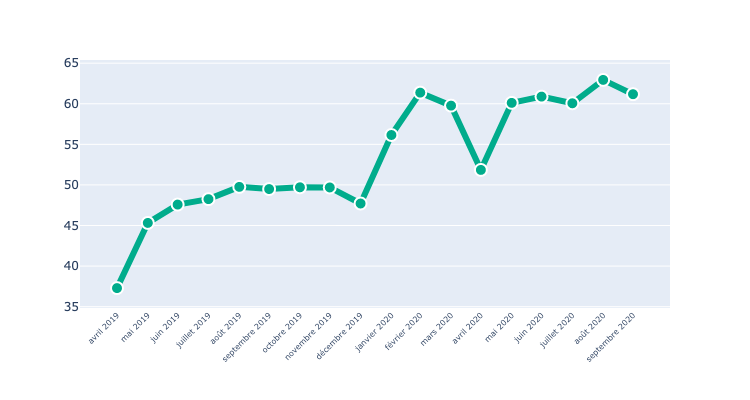 65
60
55
50
45
40
35
avril 2019
mai 2019
juin 2019
juillet 2019
août 2019
septembre 2019
octobre 2019
novembre 2019
décembre 2019
janvier 2020
février 2020
mars 2020
avril 2020
mai 2020
juin 2020
juillet 2020
août 2020
septembre 2020